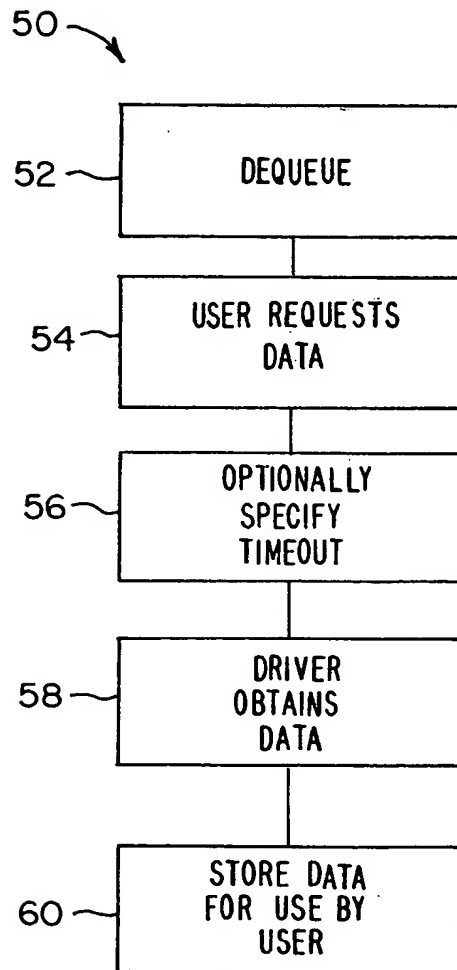 50
52
DEQUEUE
54
USER REQUESTS
DATA
56
OPTIONALLY
SPECIFY
TIMEOUT
58
DRIVER
OBTAINS
DATA
60
STORE DATA
FOR USE BY
USER